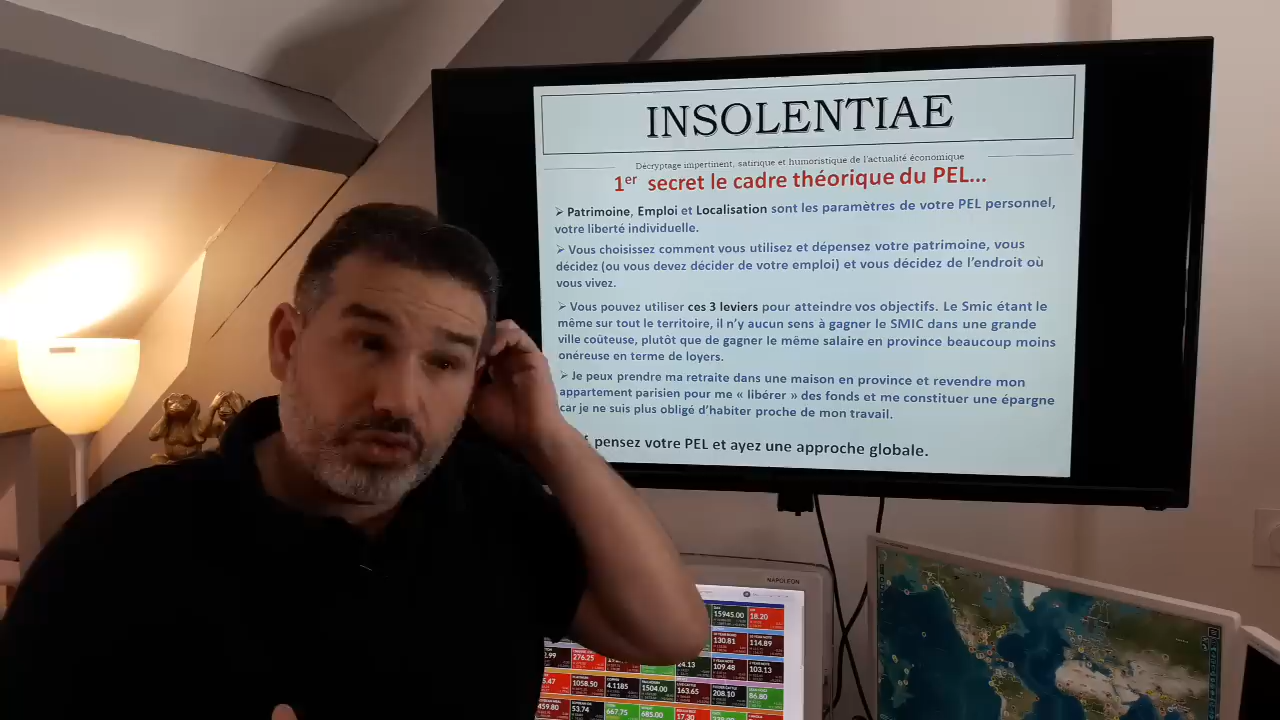 INSOLENTIAE
Décryptage impertinent, satirique et humoristique de l'actualité économique
1er secret le cadre théorique du PEL...
➢ Patrimoine, Emploi et Localisation sont les paramètres de votre PEL personnel,
votre liberté individuelle.
➢ Vous choisissez comment vous utilisez et dépensez votre patrimoine, vous
décidez (ou vous devez décider de votre emploi) et vous décidez de l'endroit où
vous vivez.
➢ Vous pouvez utiliser ces 3 leviers pour atteindre vos objectifs. Le Smic étant le
même sur tout le territoire, il n'y aucun sens à gagner le SMIC dans une grande
ville coûteuse, plutôt que de gagner le même salaire en province beaucoup moins
onéreuse en terme de loyers.
➢ Je peux prendre ma retraite dans une maison en province et revendre mon
appartement parisien pour me « libérer » des fonds et me constituer une épargne
car je ne suis plus obligé d'habiter proche de mon travail.
pensez votre PEL et ayez une approche globale.
NAPOLEON
15945.00 18.20
130.81 114.89
276.25 24.13 109.48 103.13
1058.50 4.1185 1504.00 163.65 208.10 86.80
459.80 53.74 667.75 685.00 17.30